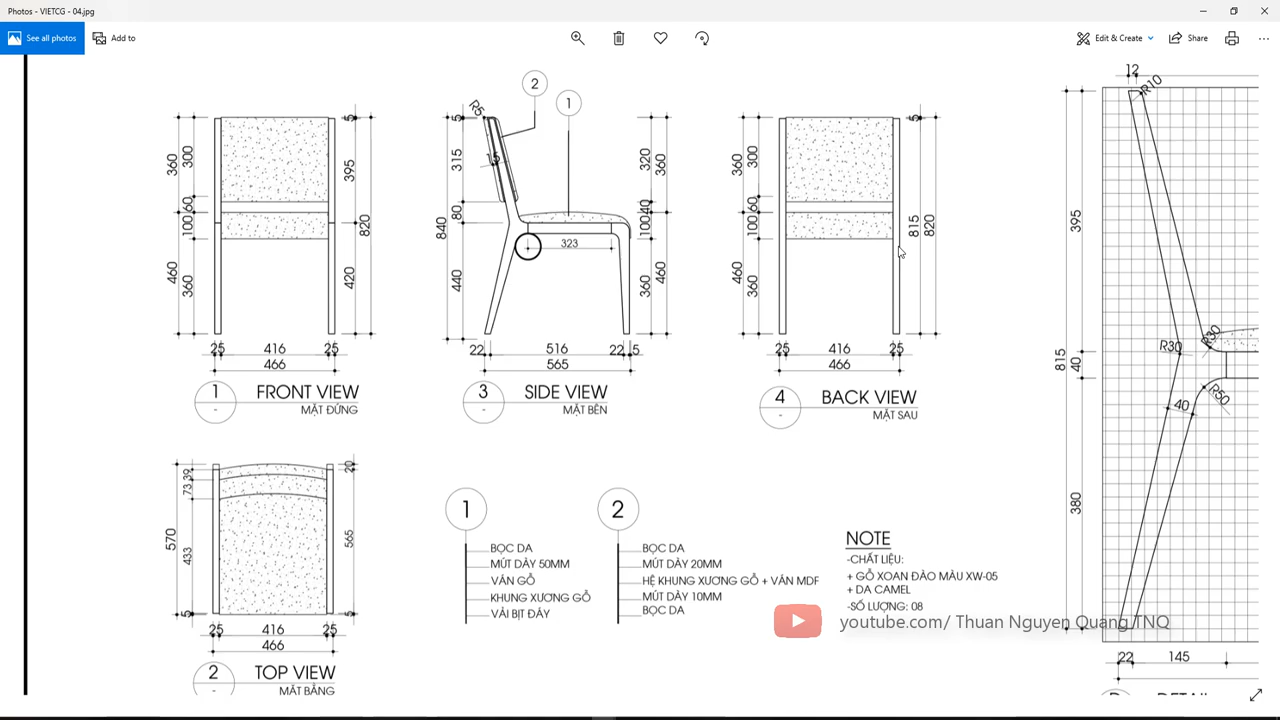 Photos - VIETCG - 04.jpg
See all photos
Add to
Edit & Create
Share
360
300
60
100
460
360
5
395
820
420
25
416
25
466
1
-
FRONT VIEW
MẶT ĐỨNG
2
1
R5
5
315
15
80
840
440
323
320
360
40
100
360
460
22
516
22
5
565
3
-
SIDE VIEW
MẶT BÊN
360
300
60
100
460
360
5
815
820
25
416
25
466
4
-
BACK VIEW
MẶT SAU
12
R10
395
R30
R30
815
40
R50
40
380
22
145
39
73
570
433
5
20
565
5
25
416
25
466
2
-
TOP VIEW
MẶT BẰNG
1
BỌC DA
MÚT DÀY 50MM
VÁN GỖ
KHUNG XƯƠNG GỖ
VẢI BỊT ĐÁY
2
BỌC DA
MÚT DÀY 20MM
HỆ KHUNG XƯƠNG GỖ + VÁN MDF
MÚT DÀY 10MM
BỌC DA
NOTE
-CHẤT LIỆU:
+ GỖ XOAN ĐÀO MÀU XW-05
+ DA CAMEL
-SỐ LƯỢNG: 08
youtube.com/ Thuan Nguyen Quang TNQ